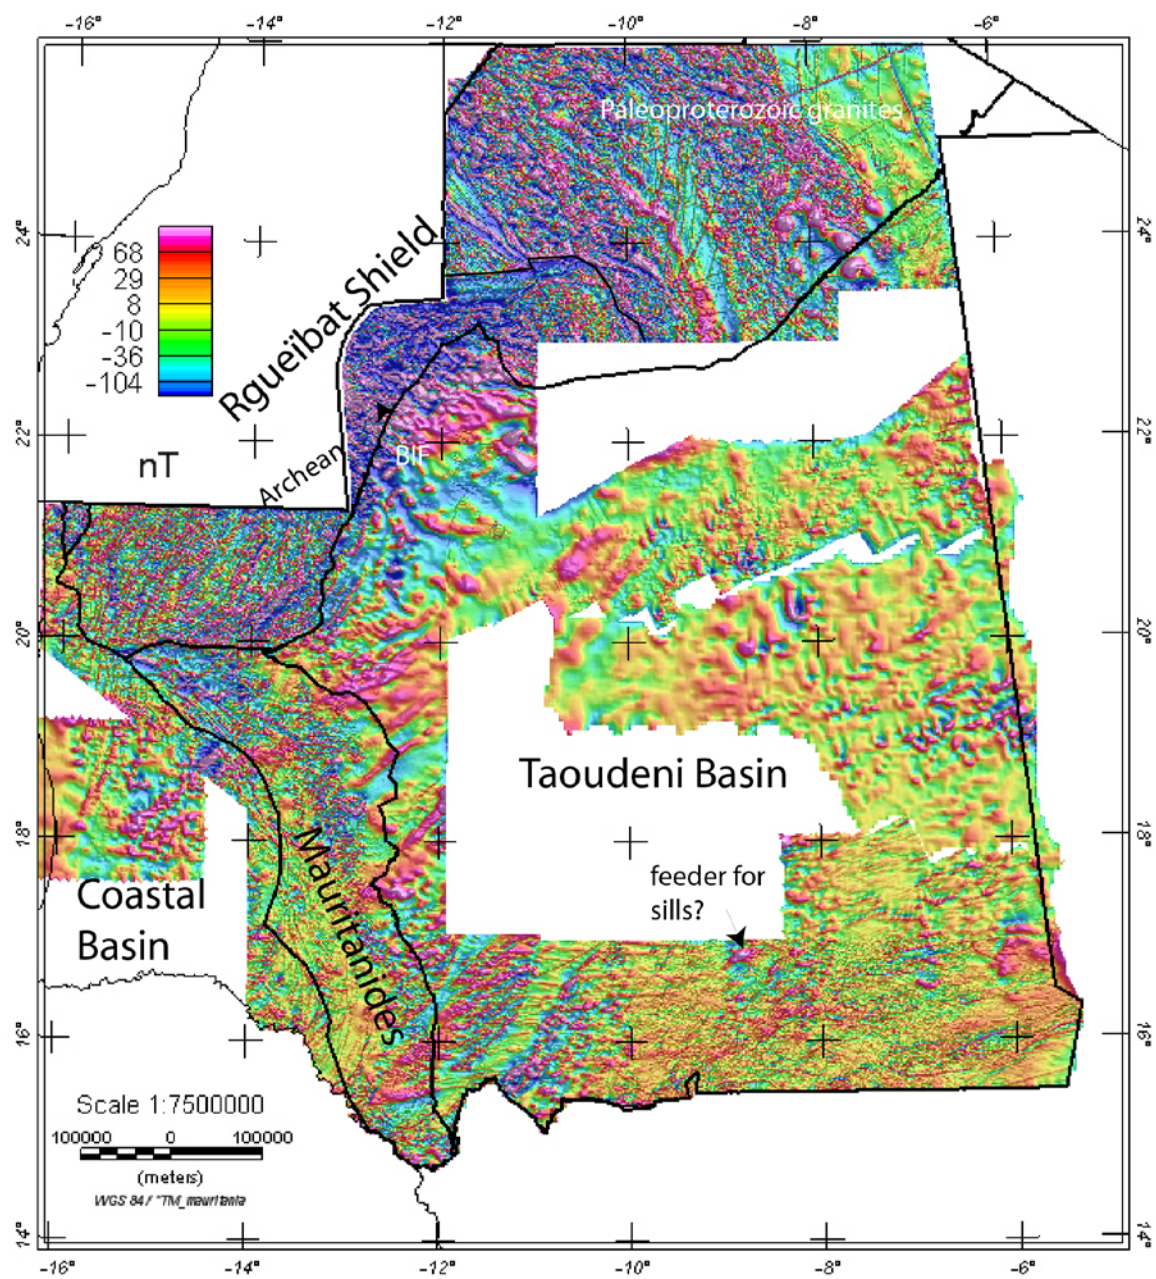 -16° -12° -10° -8° -6°
Paleoproterozoic granites
24° 24°
68
29
8
-10
-36
-104
nT
Rgueïbat Shield
Archean
BIF
22° 22°
20° 20°
Taoudeni Basin
18° 18°
Mauritanides
feeder for
sills?
Coastal
Basin
16° 16°
Scale 1:7500000
100000 0 100000
(meters)
WGS 84 / *TM_mauritania
14° 14°
-16° -14° -12° -10° -8° -6°